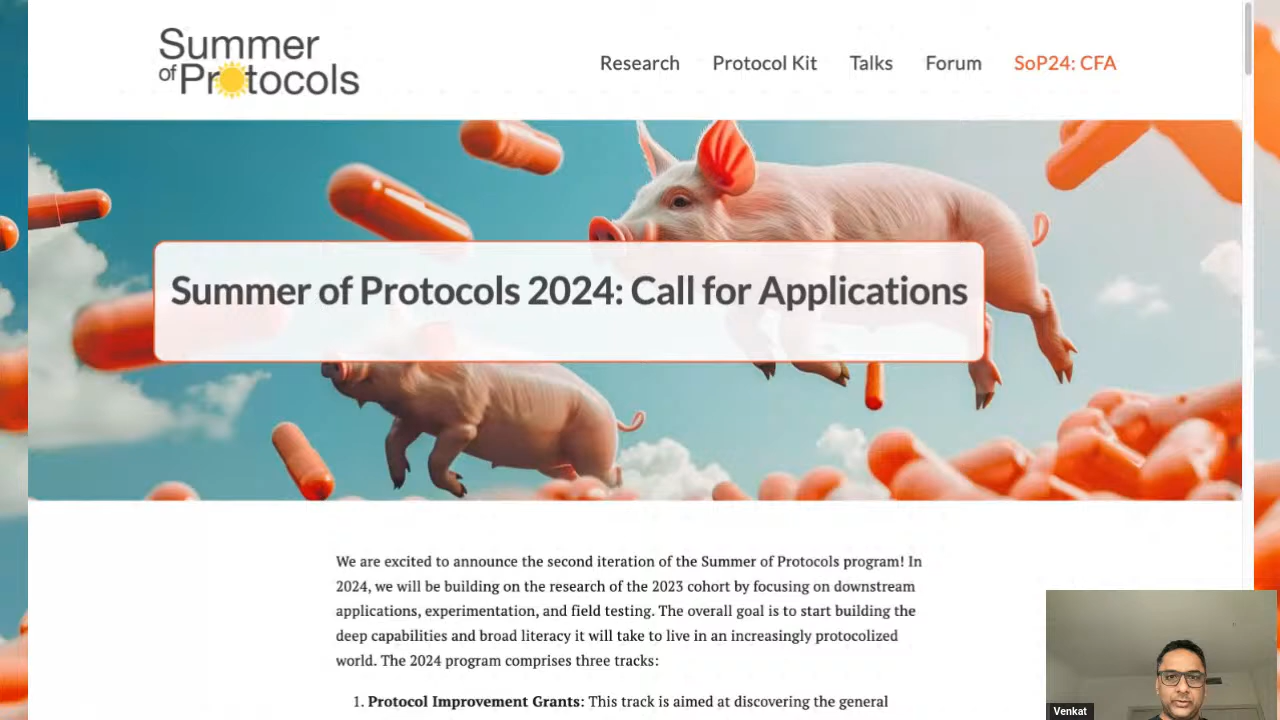 Summer
of Protocols
Research
Protocol Kit
Talks
Forum
SoP24: CFA
Summer of Protocols 2024: Call for Applications
We are excited to announce the second iteration of the Summer of Protocols program! In
2024, we will be building on the research of the 2023 cohort by focusing on downstream
applications, experimentation, and field testing. The overall goal is to start building the
deep capabilities and broad literacy it will take to live in an increasingly protocolized
world. The 2024 program comprises three tracks:
1. Protocol Improvement Grants: This track is aimed at discovering the general
Venkat